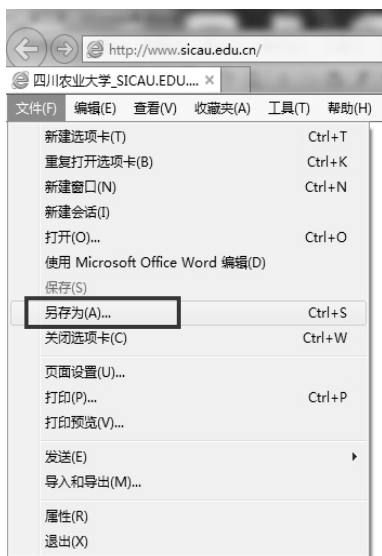 http://www.sicau.edu.cn/
四川农业大学_SICAU.EDU.... ×
文件(F) 编辑(E) 查看(V) 收藏夹(A) 工具(T) 帮助(H)
新建选项卡(T) Ctrl+T
重复打开选项卡(B) Ctrl+K
新建窗口(N) Ctrl+N
新建会话(I)
打开(O)... Ctrl+O
使用 Microsoft Office Word 编辑(D)
保存(S)
另存为(A)... Ctrl+S
关闭选项卡(C) Ctrl+W
页面设置(U)...
打印(P)... Ctrl+P
打印预览(V)...
发送(E)
导入和导出(M)...
属性(R)
退出(X)